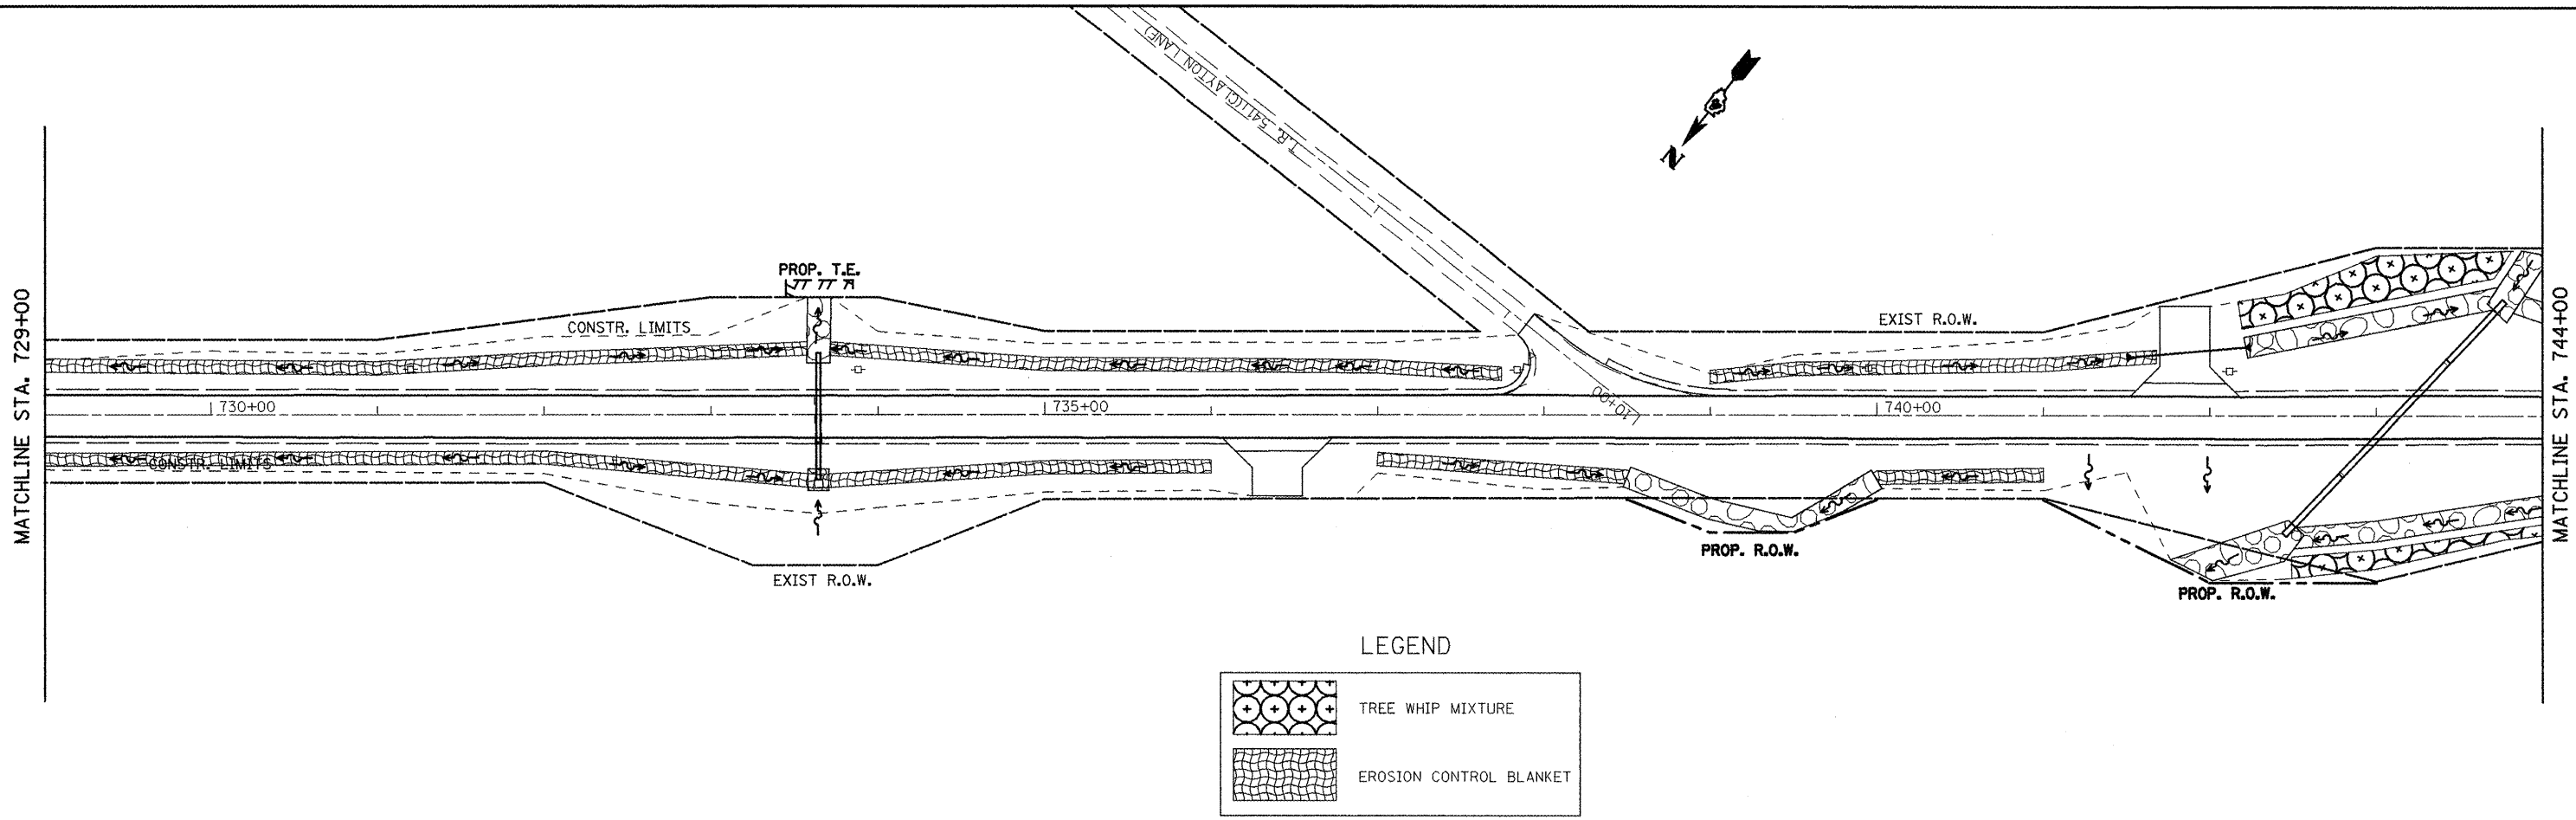 T.R. 541 (CLAYTON LANE)
N
MATCHLINE STA. 729+00
MATCHLINE STA. 744+00
PROP. T.E.
CONSTR. LIMITS
EXIST R.O.W.
730+00
735+00
10+00
740+00
CONSTR. LIMITS
EXIST R.O.W.
PROP. R.O.W.
PROP. R.O.W.
LEGEND
TREE WHIP MIXTURE
EROSION CONTROL BLANKET